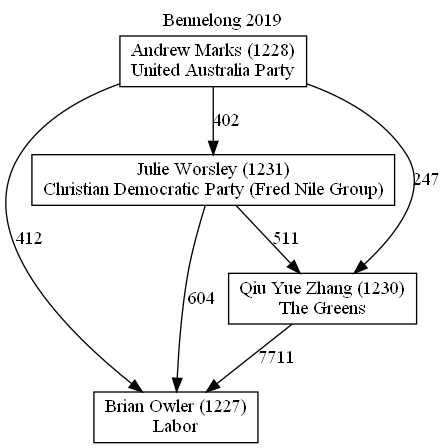 Bennelong 2019
Andrew Marks (1228)
United Australia Party
402
Julie Worsley (1231)
Christian Democratic Party (Fred Nile Group)
247
412
511
604
Qiu Yue Zhang (1230)
The Greens
7711
Brian Owler (1227)
Labor